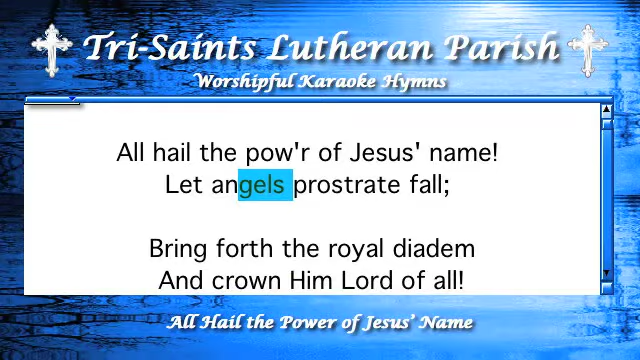 Tri-Saints Lutheran Parish
Worshipful Karaoke Hymns
All hail the pow'r of Jesus' name!
Let angels prostrate fall;
Bring forth the royal diadem
And crown Him Lord of all!
All Hail the Power of Jesus' Name